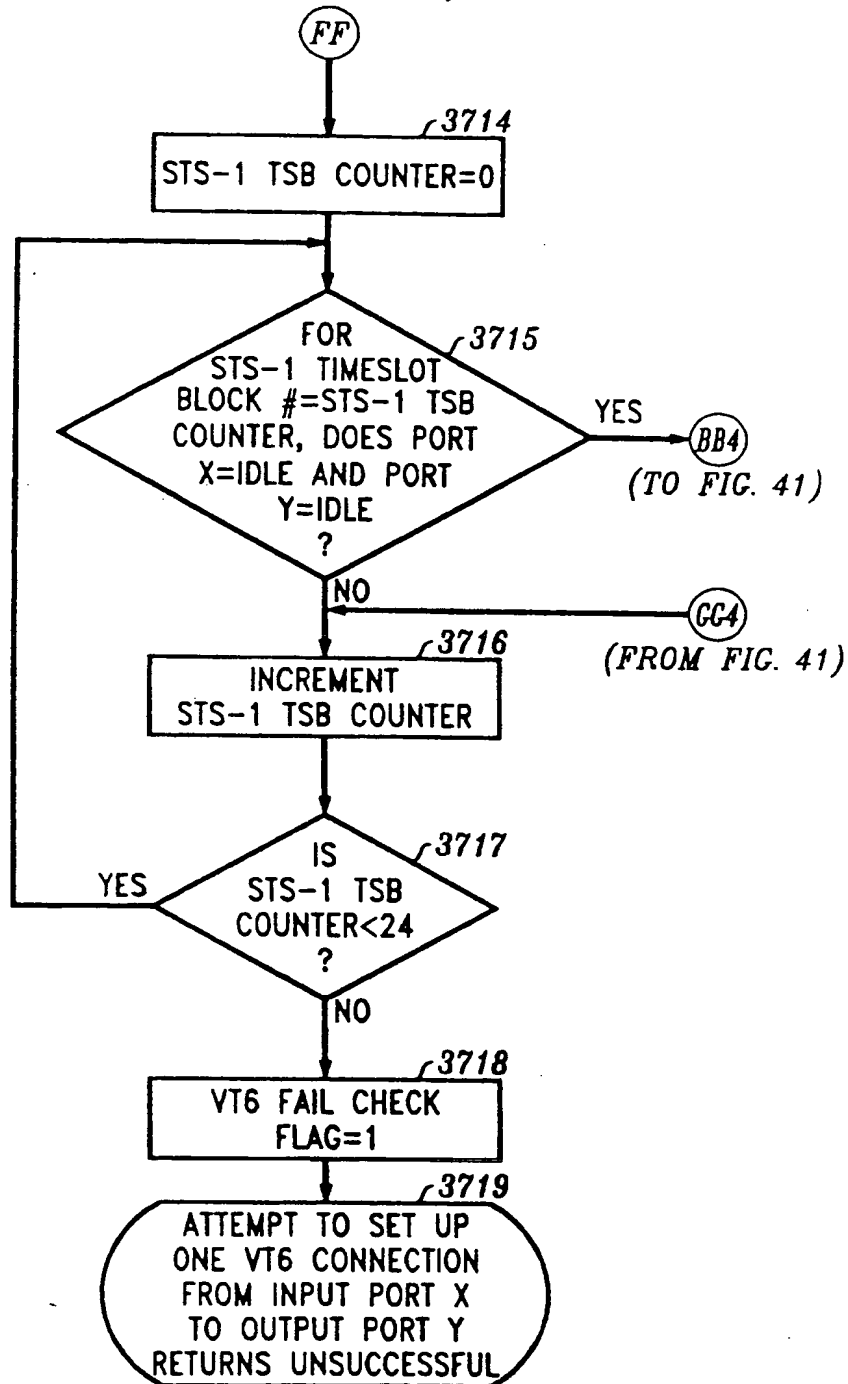 FF
3714
STS-1 TSB COUNTER=0
3715
FOR
STS-1 TIMESLOT
BLOCK #=STS-1 TSB
COUNTER, DOES PORT
X=IDLE AND PORT
Y=IDLE
?
YES
BB4
(TO FIG. 41)
NO
GG4
(FROM FIG. 41)
3716
INCREMENT
STS-1 TSB COUNTER
3717
IS
STS-1 TSB
COUNTER<24
?
YES
NO
3718
VT6 FAIL CHECK
FLAG=1
3719
ATTEMPT TO SET UP
ONE VT6 CONNECTION
FROM INPUT PORT X
TO OUTPUT PORT Y
RETURNS UNSUCCESSFUL